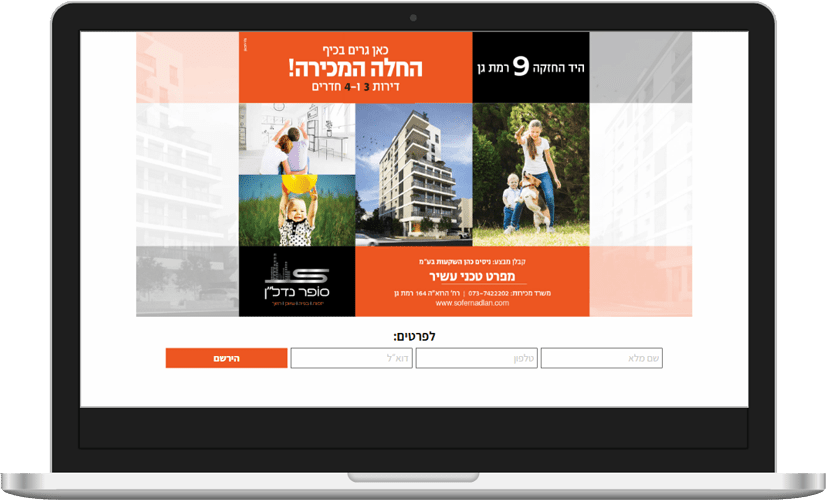 כאן גרים בכיף
החלה המכירה!
דירות 3 ו-4 חדרים
היד החזקה 9 רמת גן
קבלן מבצע: ניסים כהן השקעות בע"מ
מפרט טכני עשיר
משרד מכירות: 073-7422202 | רח' הרוא"ה 164 רמת גן
www.sofernadlan.com
סופר נדל"ן
לפרטים:
שם מלא
טלפון
דוא"ל
הירשם